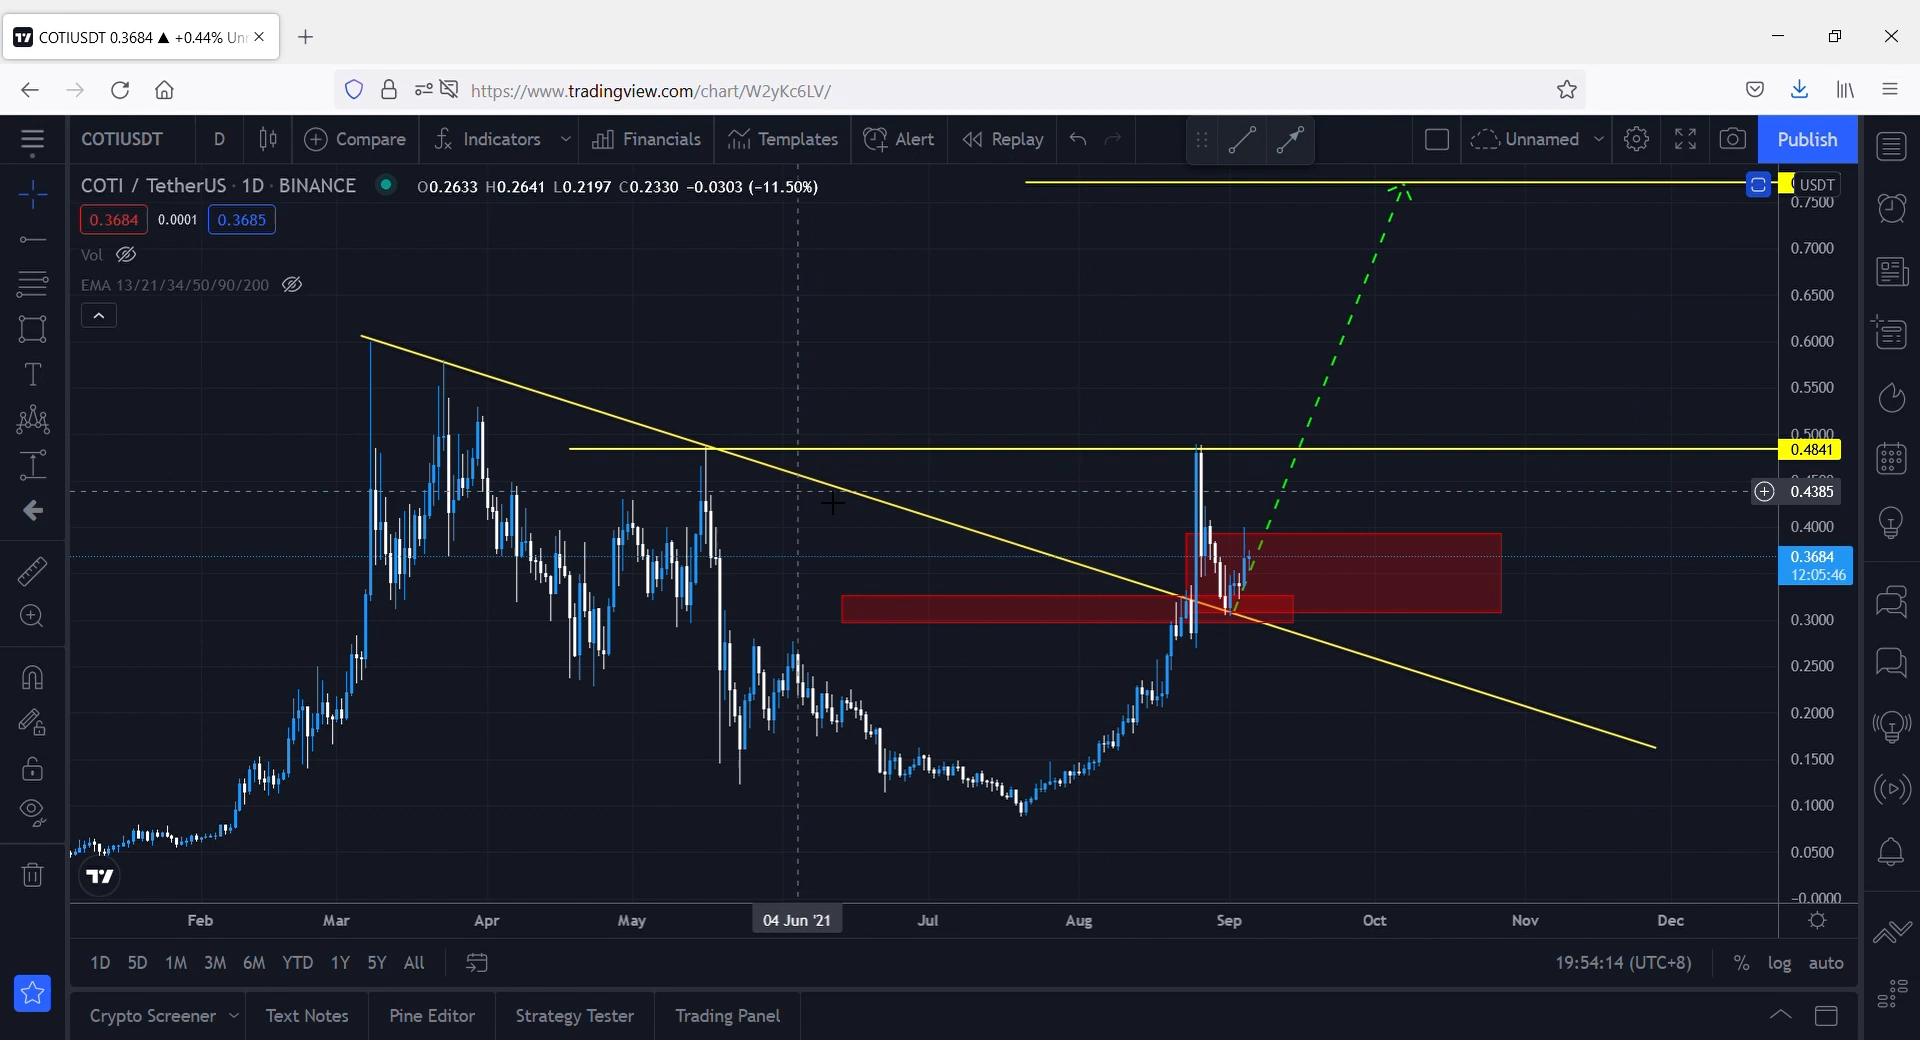 COTIUSDT 0.3684 ▲ +0.44% Unn
https://www.tradingview.com/chart/W2yKc6LV/
COTIUSDT D Compare Indicators Financials Templates Alert Replay Unnamed Publish
COTI / TetherUS · 1D · BINANCE O0.2633 H0.2641 L0.2197 C0.2330 -0.0303 (-11.50%)
USDT
0.3684 0.0001 0.3685
Vol
EMA 13/21/34/50/90/200
0.7500
0.7000
0.6500
0.6000
0.5500
0.5000
0.4841
0.4385
0.4000
0.3684
12:05:46
0.3000
0.2500
0.2000
0.1500
0.1000
0.0500
-0.0000
Feb Mar Apr May 04 Jun '21 Jul Aug Sep Oct Nov Dec
1D 5D 1M 3M 6M YTD 1Y 5Y All 19:54:14 (UTC+8) % log auto
Crypto Screener Text Notes Pine Editor Strategy Tester Trading Panel